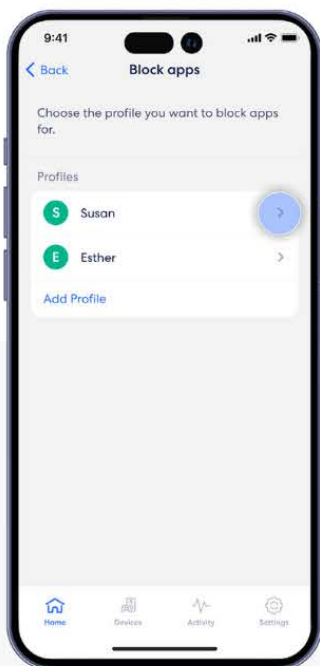 9:41
Back
Block apps
Choose the profile you want to block apps
for.
Profiles
S Susan
E Esther
Add Profile
Home Devices Activity Settings